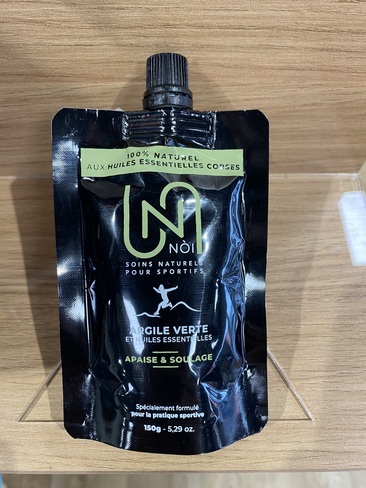 100% NATUREL
AUX HUILES ESSENTIELLES CORSES
N
NÒI
SOINS NATURELS
POUR SPORTIFS
ARGILE VERTE
ET HUILES ESSENTIELLES
APAISE & SOULAGE
Spécialement formulé
pour la pratique sportive
150g - 5,29 oz.